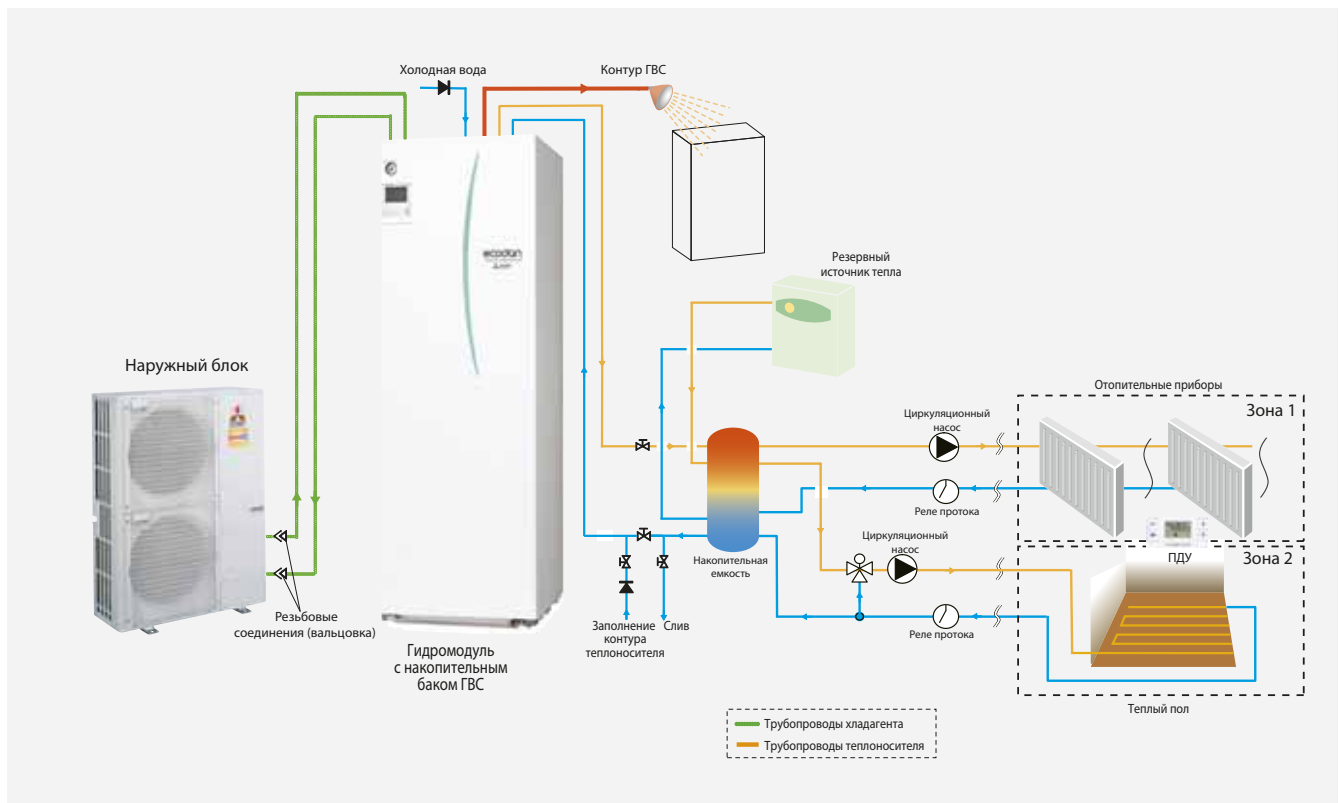 Холодная вода
Контур ГВС
ecodan
Резервный
источник тепла
Наружный блок
Отопительные приборы
Зона 1
Циркуляционный
насос
Реле протока
Циркуляционный
насос
Накопительная
емкость
ПДУ
Зона 2
Резьбовые
соединения (вальцовка)
Заполнение
контура
теплоносителя
Слив
Реле протока
Гидромодуль
с накопительным
баком ГВС
Теплый пол
Трубопроводы хладагента
Трубопроводы теплоносителя